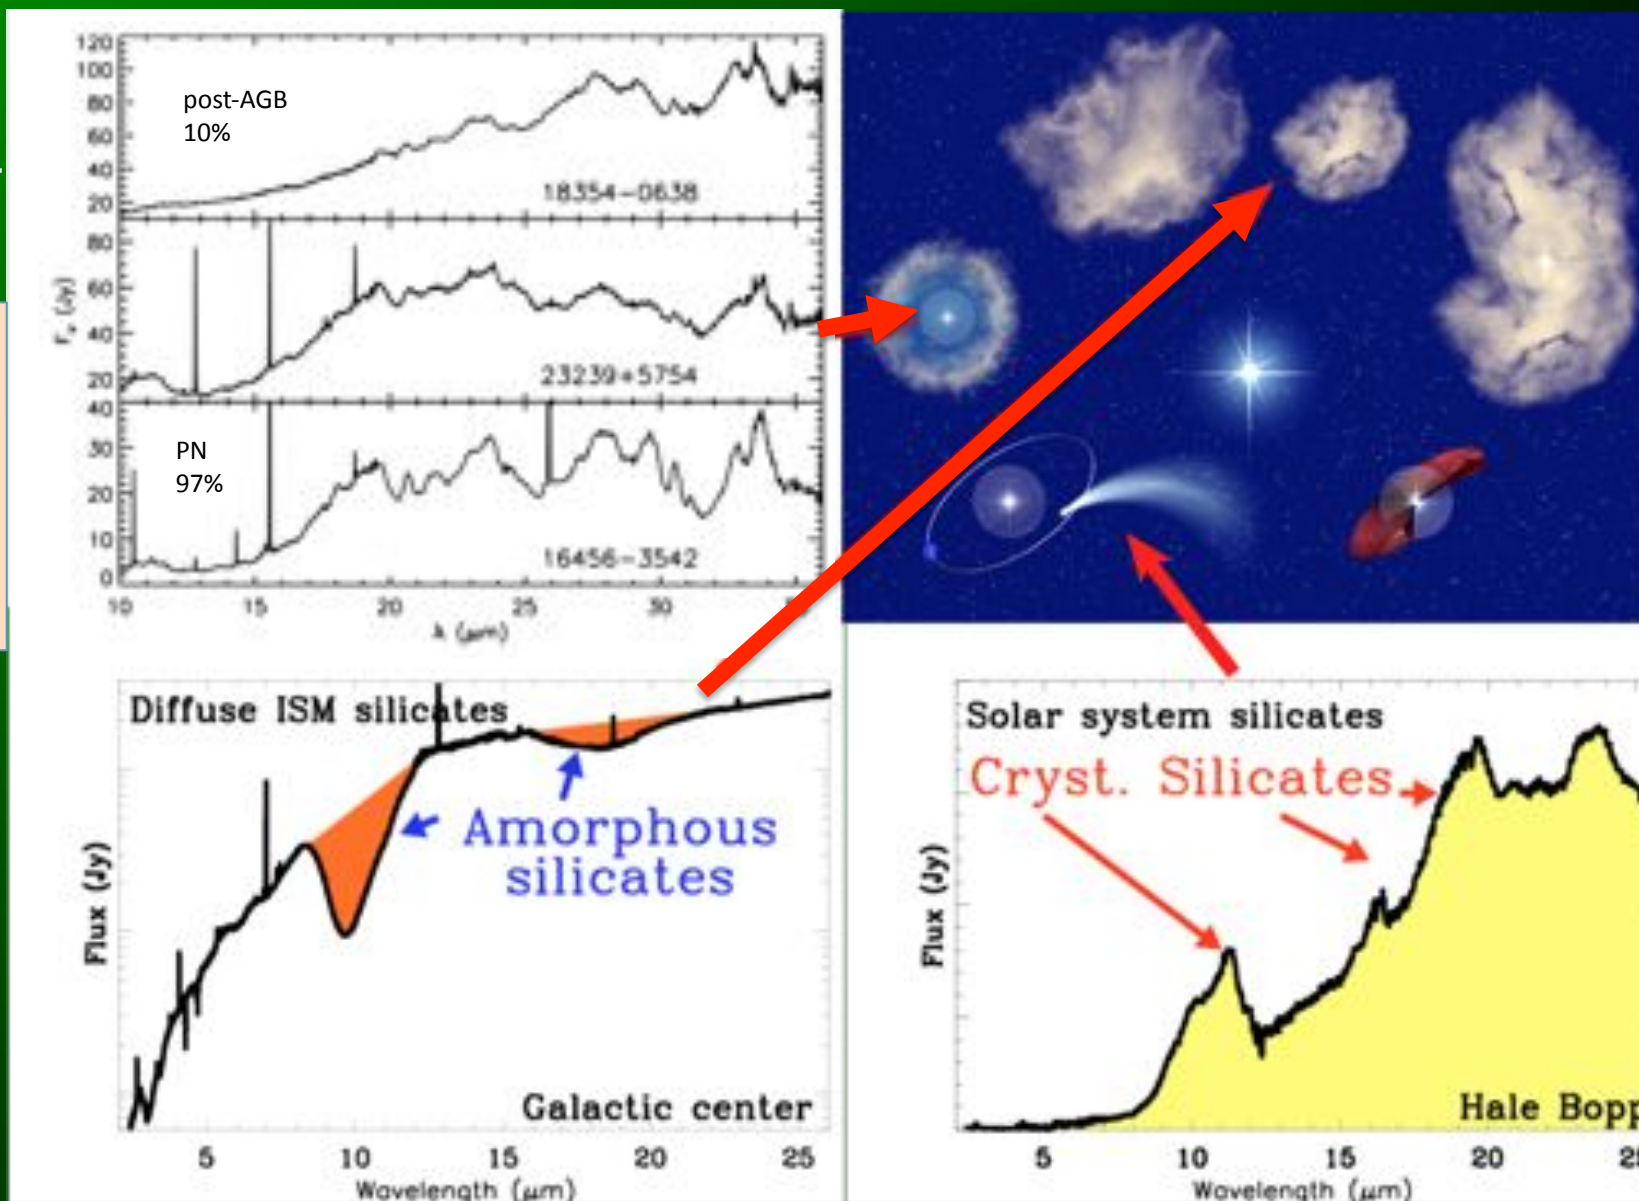 120
100
80
60
40
20
post-AGB
10%
18354-0638
80
60
40
20
23239+5754
F_ν (Jy)
40
30
20
10
0
PN
97%
16456-3542
10 15 20 25 30
λ (μm)
Diffuse ISM silicates
Amorphous
silicates
Galactic center
Flux (Jy)
5 10 15 20 25
Wavelength (μm)
Solar system silicates
Cryst. Silicates
Hale Bopp
Flux (Jy)
5 10 15 20 25
Wavelength (μm)